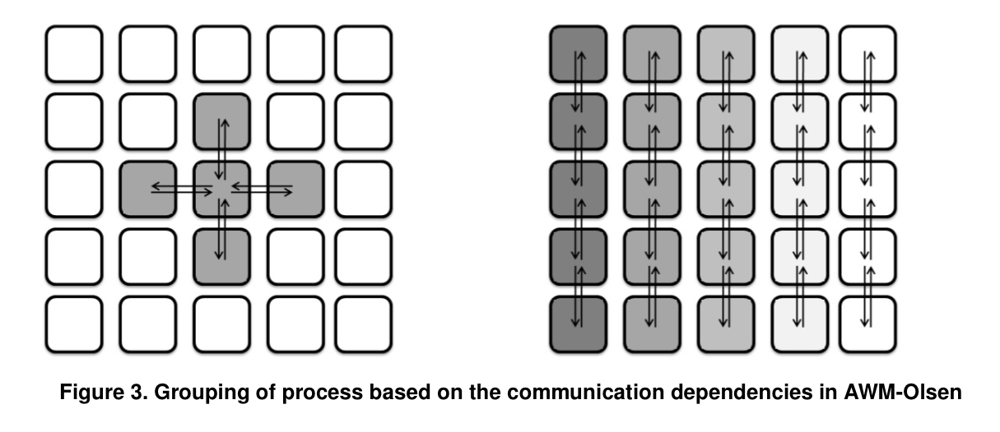 Figure 3. Grouping of process based on the communication dependencies in AWM-Olsen